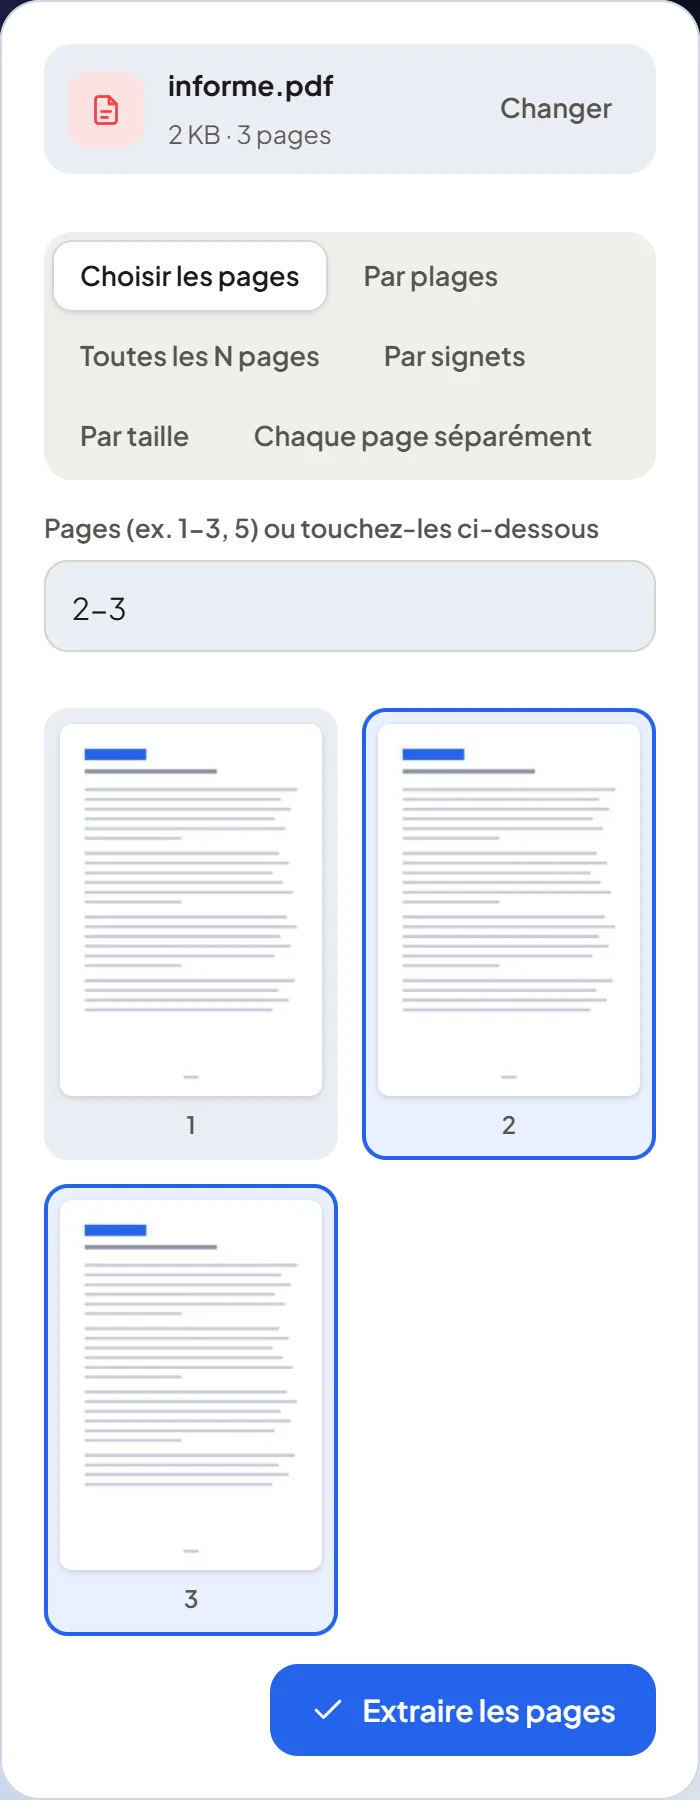 informe.pdf
2 KB · 3 pages
Changer
Choisir les pages
Par plages
Toutes les N pages
Par signets
Par taille
Chaque page séparément
Pages (ex. 1–3, 5) ou touchez-les ci-dessous
2–3
1
2
3
Extraire les pages